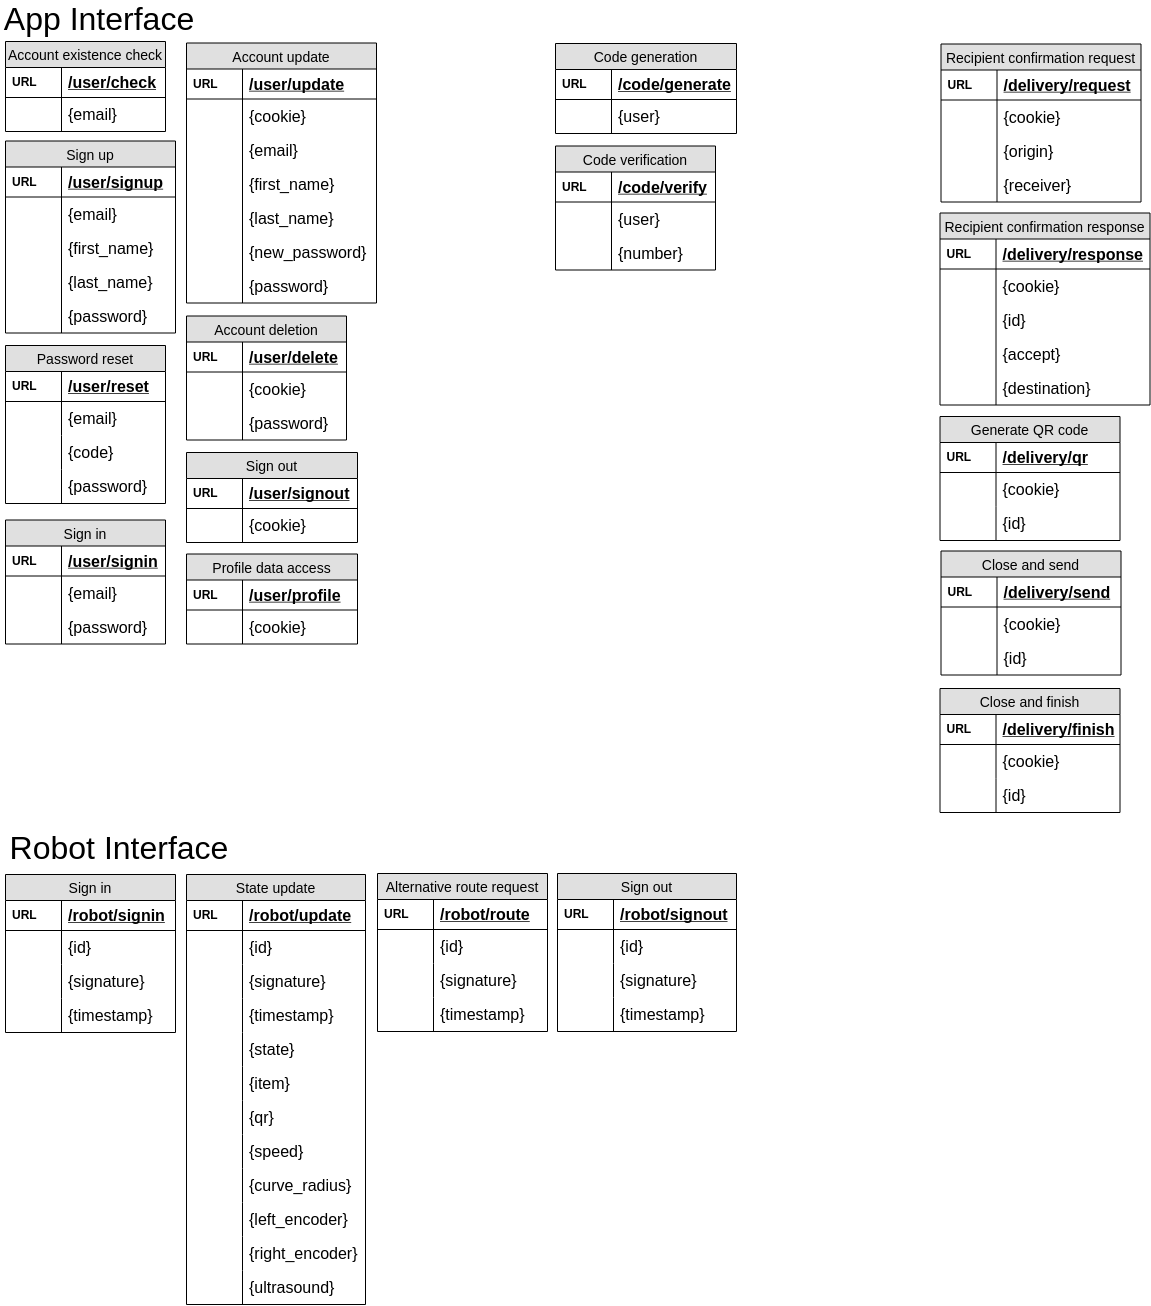 App Interface
Account existence check
URL /user/check
{email}
Sign up
URL /user/signup
{email}
{first_name}
{last_name}
{password}
Password reset
URL /user/reset
{email}
{code}
{password}
Sign in
URL /user/signin
{email}
{password}
Account update
URL /user/update
{cookie}
{email}
{first_name}
{last_name}
{new_password}
{password}
Account deletion
URL /user/delete
{cookie}
{password}
Sign out
URL /user/signout
{cookie}
Profile data access
URL /user/profile
{cookie}
Code generation
URL /code/generate
{user}
Code verification
URL /code/verify
{user}
{number}
Recipient confirmation request
URL /delivery/request
{cookie}
{origin}
{receiver}
Recipient confirmation response
URL /delivery/response
{cookie}
{id}
{accept}
{destination}
Generate QR code
URL /delivery/qr
{cookie}
{id}
Close and send
URL /delivery/send
{cookie}
{id}
Close and finish
URL /delivery/finish
{cookie}
{id}
Robot Interface
Sign in
URL /robot/signin
{id}
{signature}
{timestamp}
State update
URL /robot/update
{id}
{signature}
{timestamp}
{state}
{item}
{qr}
{speed}
{curve_radius}
{left_encoder}
{right_encoder}
{ultrasound}
Alternative route request
URL /robot/route
{id}
{signature}
{timestamp}
Sign out
URL /robot/signout
{id}
{signature}
{timestamp}